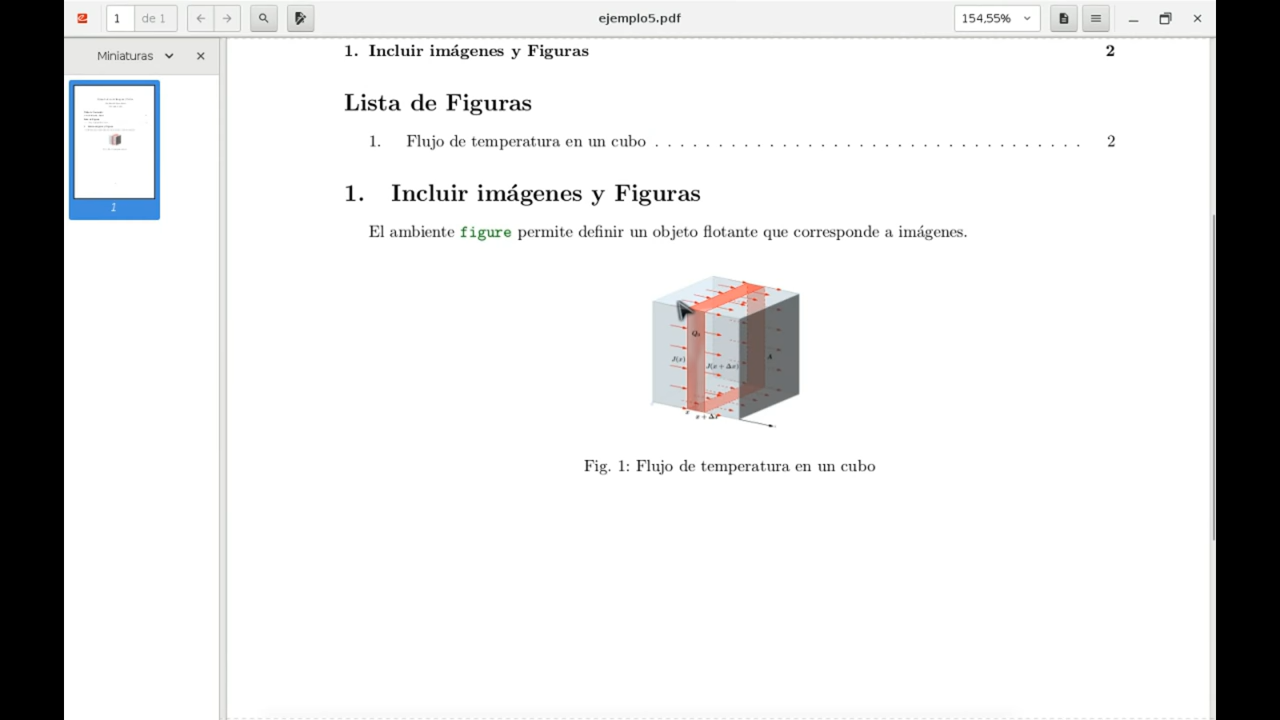 1 de 1
ejemplo5.pdf
154,55%
Miniaturas
1
1. Incluir imágenes y Figuras 2
Lista de Figuras
1. Flujo de temperatura en un cubo . . . . . . . . . . . . . . . . . . . . . . . . . . . . 2
1. Incluir imágenes y Figuras
El ambiente figure permite definir un objeto flotante que corresponde a imágenes.
J(x)
J(x + Δx)
A
x
x + Δx
Fig. 1: Flujo de temperatura en un cubo